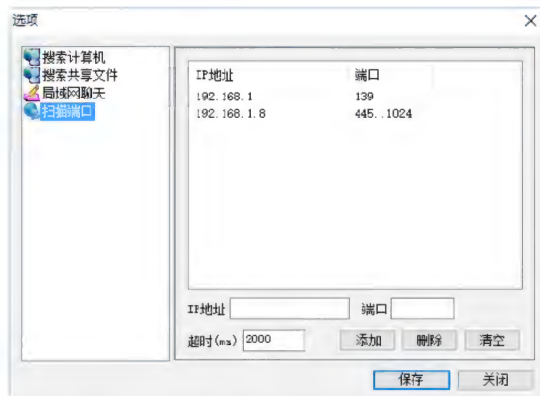 选项
搜索计算机
搜索共享文件
局域网聊天
扫描端口
IP地址 端口
192.168.1 139
192.168.1.8 445..1024
IP地址 端口
超时(ms) 2000 添加 删除 清空
保存 关闭